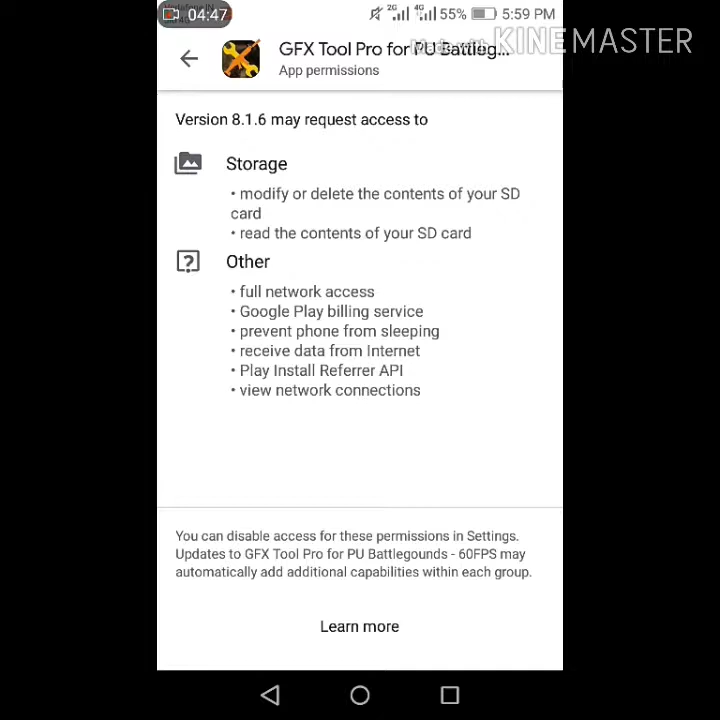 04:47
2G 4G 55% 5:59 PM
GFX Tool Pro for PU Battleg...
Made with KINEMASTER
App permissions
Version 8.1.6 may request access to
Storage
• modify or delete the contents of your SD
card
• read the contents of your SD card
Other
• full network access
• Google Play billing service
• prevent phone from sleeping
• receive data from Internet
• Play Install Referrer API
• view network connections
You can disable access for these permissions in Settings.
Updates to GFX Tool Pro for PU Battlegounds - 60FPS may
automatically add additional capabilities within each group.
Learn more